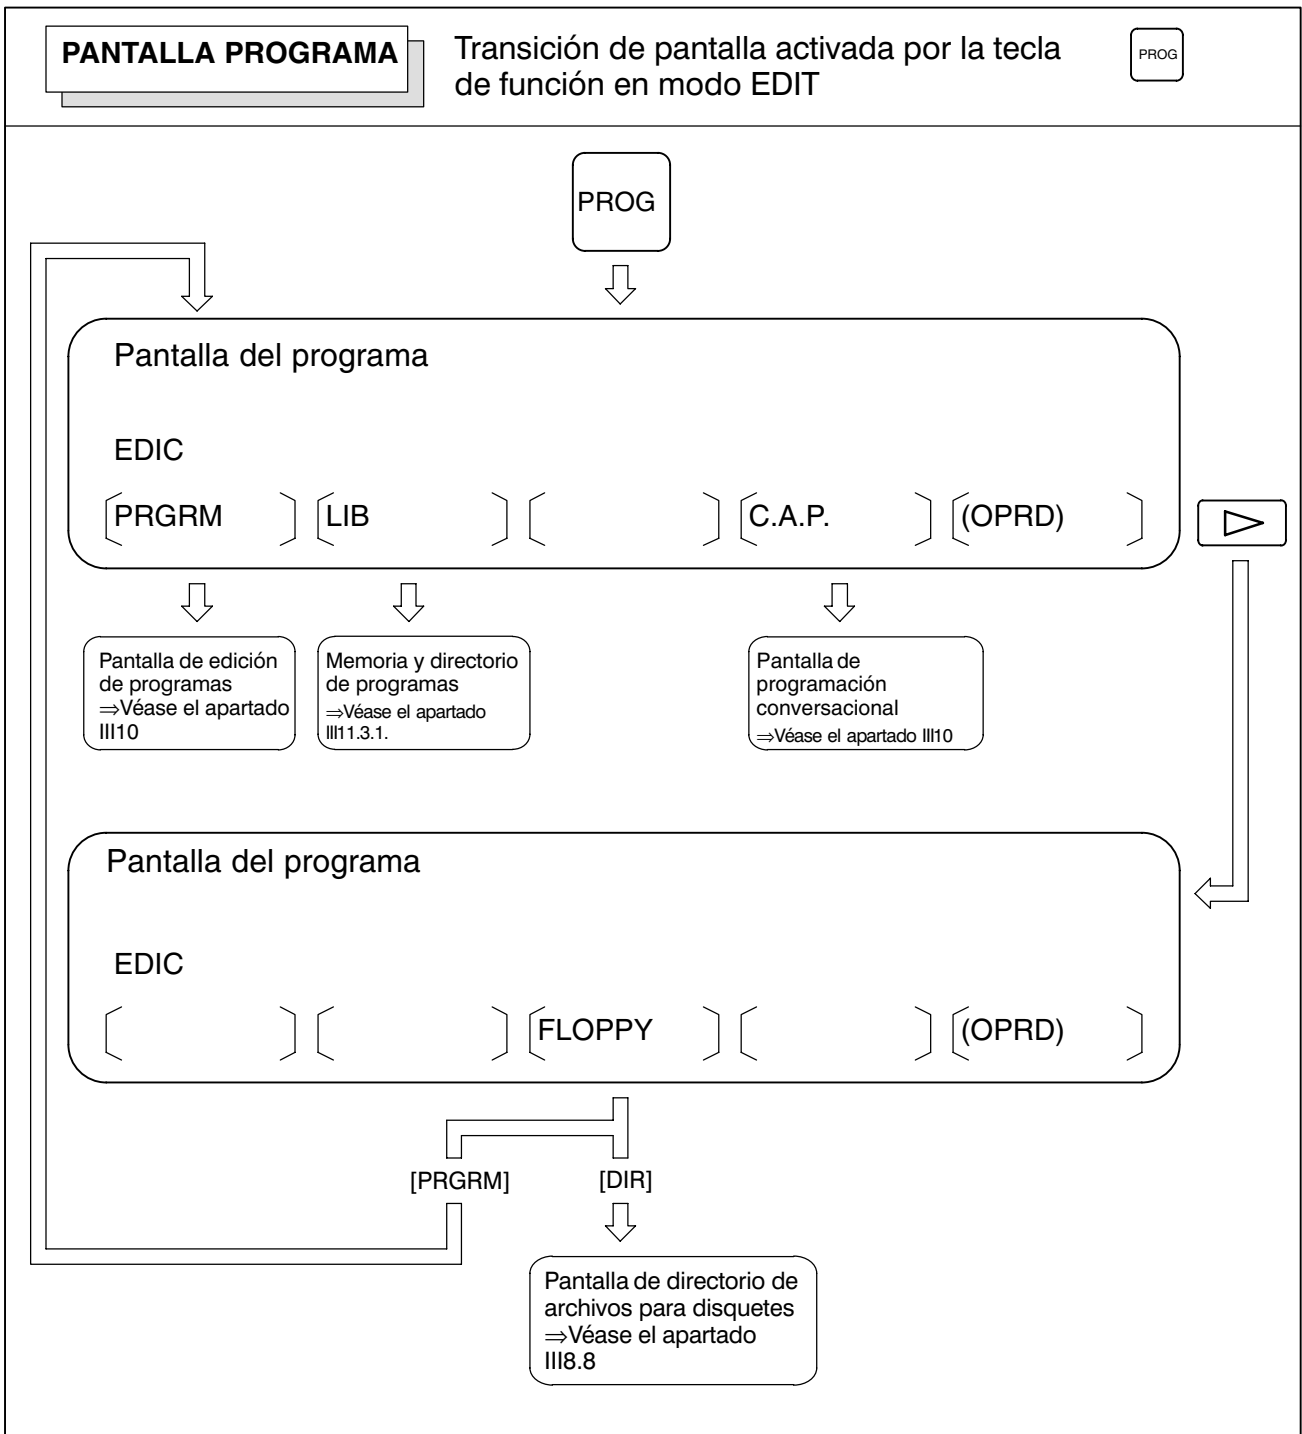 PANTALLA PROGRAMA
Transición de pantalla activada por la tecla
de función en modo EDIT
PROG
PROG
Pantalla del programa
EDIC
[PRGRM] [LIB] [ ] [C.A.P.] [(OPRD)]
Pantalla de edición
de programas
⇒Véase el apartado
III10
Memoria y directorio
de programas
⇒Véase el apartado
III11.3.1.
Pantalla de
programación
conversacional
⇒Véase el apartado III10
Pantalla del programa
EDIC
[ ] [ ] [FLOPPY] [ ] [(OPRD)]
[PRGRM] [DIR]
Pantalla de directorio de
archivos para disquetes
⇒Véase el apartado
III8.8